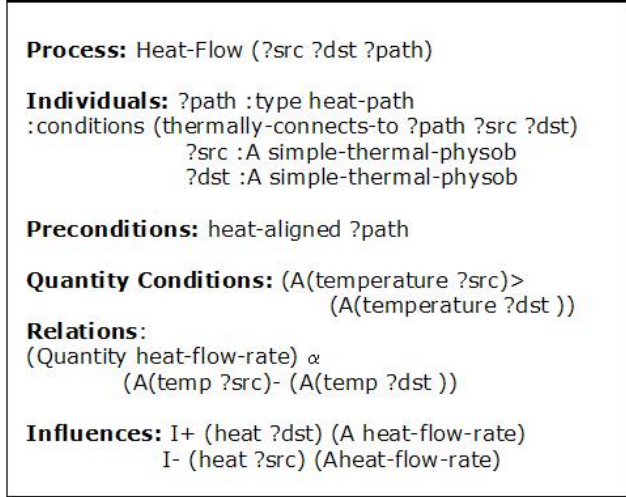 Process: Heat-Flow (?src ?dst ?path)
Individuals: ?path :type heat-path
:conditions (thermally-connects-to ?path ?src ?dst)
?src :A simple-thermal-physob
?dst :A simple-thermal-physob
Preconditions: heat-aligned ?path
Quantity Conditions: (A(temperature ?src)>
(A(temperature ?dst ))
Relations:
(Quantity heat-flow-rate) α
(A(temp ?src)- (A(temp ?dst ))
Influences: I+ (heat ?dst) (A heat-flow-rate)
I- (heat ?src) (Aheat-flow-rate)